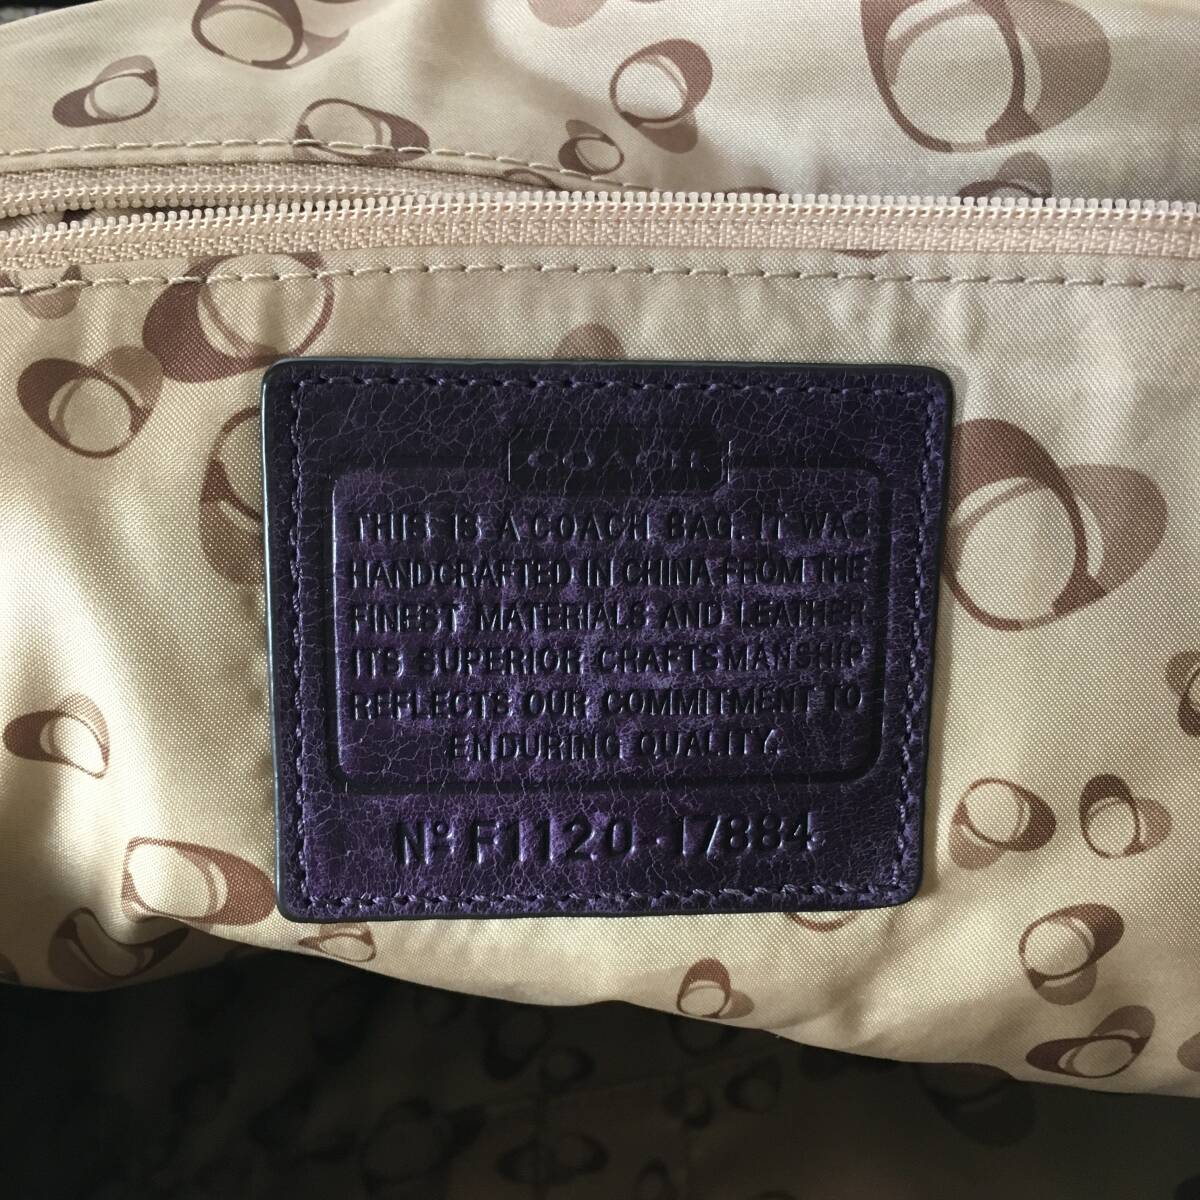 COACH
THIS IS A COACH BAG. IT WAS
HANDCRAFTED IN CHINA FROM THE
FINEST MATERIALS AND LEATHER.
ITS SUPERIOR CRAFTSMANSHIP
REFLECTS OUR COMMITMENT TO
ENDURING QUALITY.
Nº F1120-17884